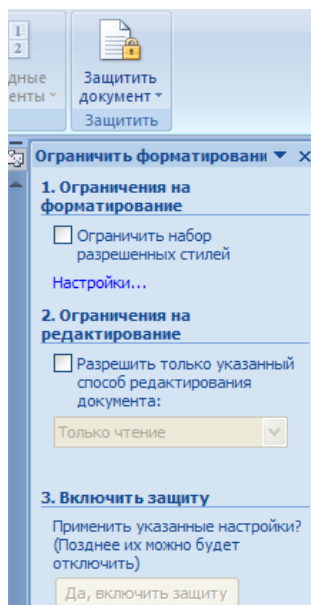 1
2
дные
енты
Защитить
документ
Защитить
Ограничить форматировани
1. Ограничения на
форматирование
Ограничить набор
разрешенных стилей
Настройки...
2. Ограничения на
редактирование
Разрешить только указанный
способ редактирования
документа:
Только чтение
3. Включить защиту
Применить указанные настройки?
(Позднее их можно будет
отключить)
Да, включить защиту